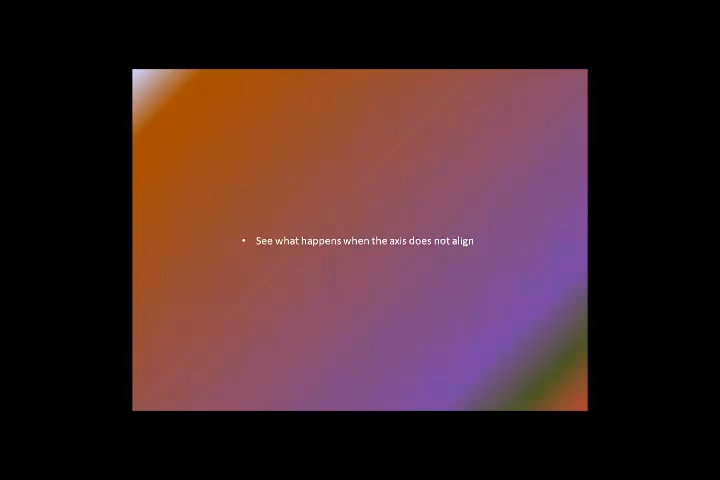 • See what happens when the axis does not align